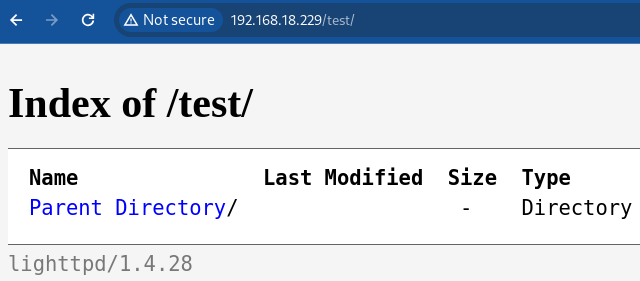 Not secure 192.168.18.229/test/
Index of /test/
Name Last Modified Size Type
Parent Directory/ - Directory
lighttpd/1.4.28